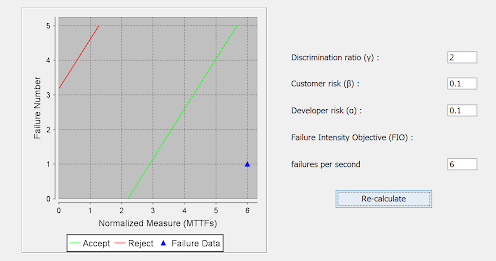 5
4
3
2
1
0
Failure Number
0 1 2 3 4 5 6
Normalized Measure (MTTFs)
Accept Reject Failure Data
Discrimination ratio (γ) : 2
Customer risk (β) : 0.1
Developer risk (α) : 0.1
Failure Intensity Objective (FIO) :
failures per second 6
Re-calculate